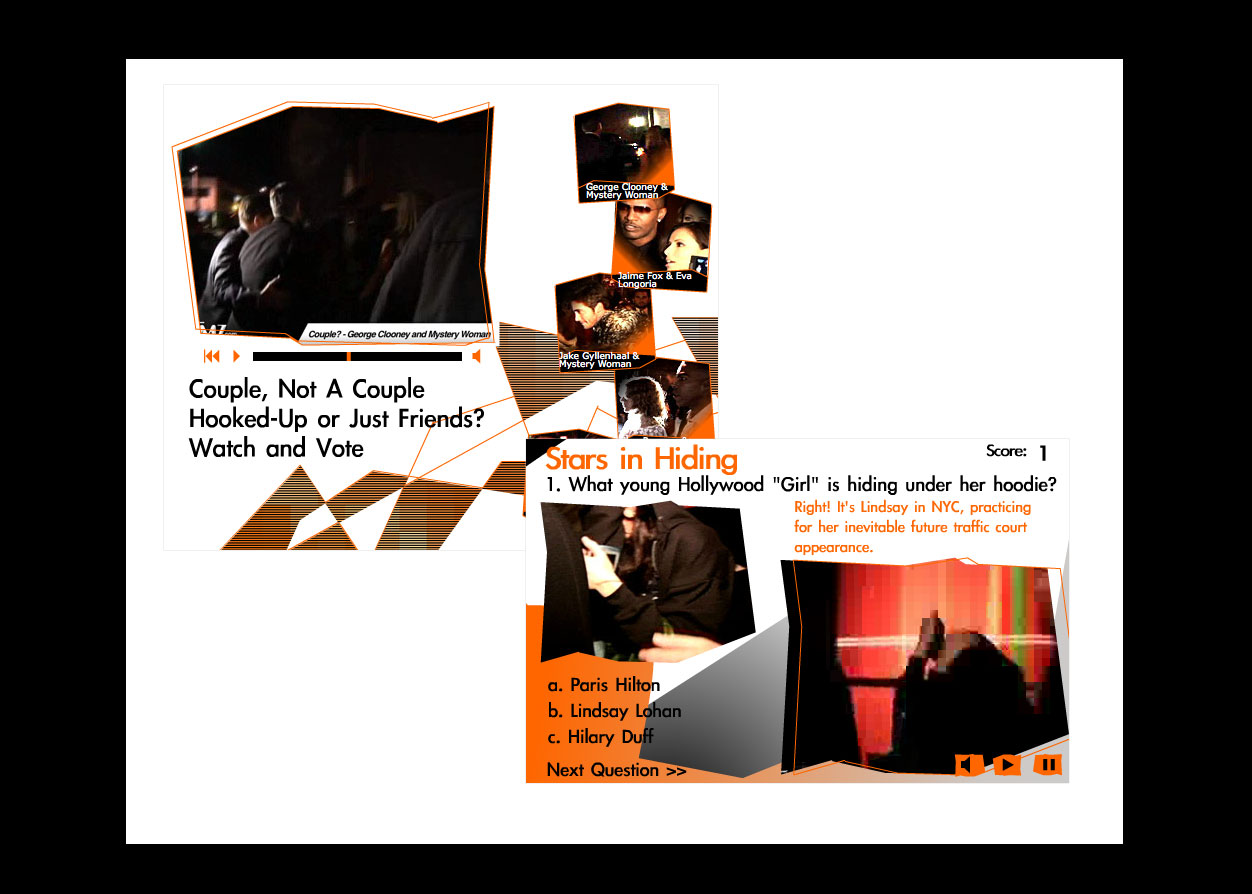 George Clooney &
Mystery Woman
Jaime Fox & Eva
Longoria
Jake Gyllenhaal &
Mystery Woman
Couple? - George Clooney and Mystery Woman
Couple, Not A Couple
Hooked-Up or Just Friends?
Watch and Vote
Stars in Hiding
Score: 1
1. What young Hollywood "Girl" is hiding under her hoodie?
Right! It's Lindsay in NYC, practicing
for her inevitable future traffic court
appearance.
a. Paris Hilton
b. Lindsay Lohan
c. Hilary Duff
Next Question >>